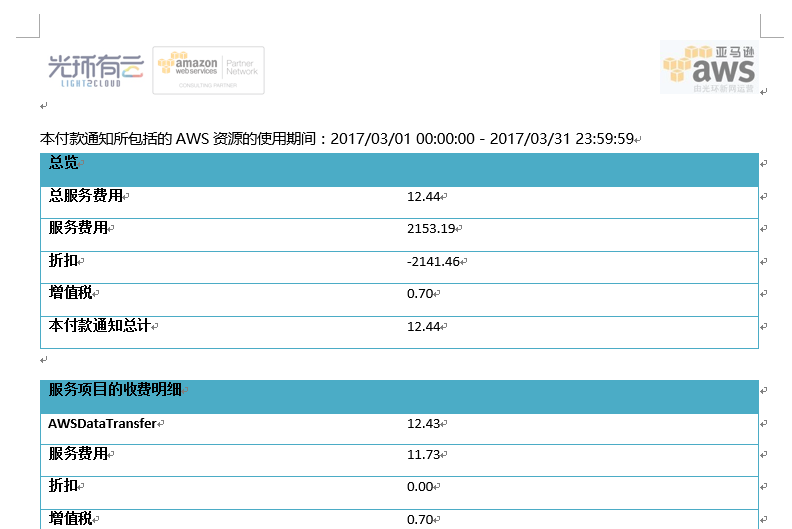 光环有云
LIGHT2CLOUD
amazon
web services
Partner
Network
CONSULTING PARTNER
亚马逊
aws
由光环新网运营
本付款通知所包括的 AWS 资源的使用期间：2017/03/01 00:00:00 - 2017/03/31 23:59:59
总览
总服务费用 12.44
服务费用 2153.19
折扣 -2141.46
增值税 0.70
本付款通知总计 12.44
服务项目的收费明细
AWSDataTransfer 12.43
服务费用 11.73
折扣 0.00
增值税 0.70